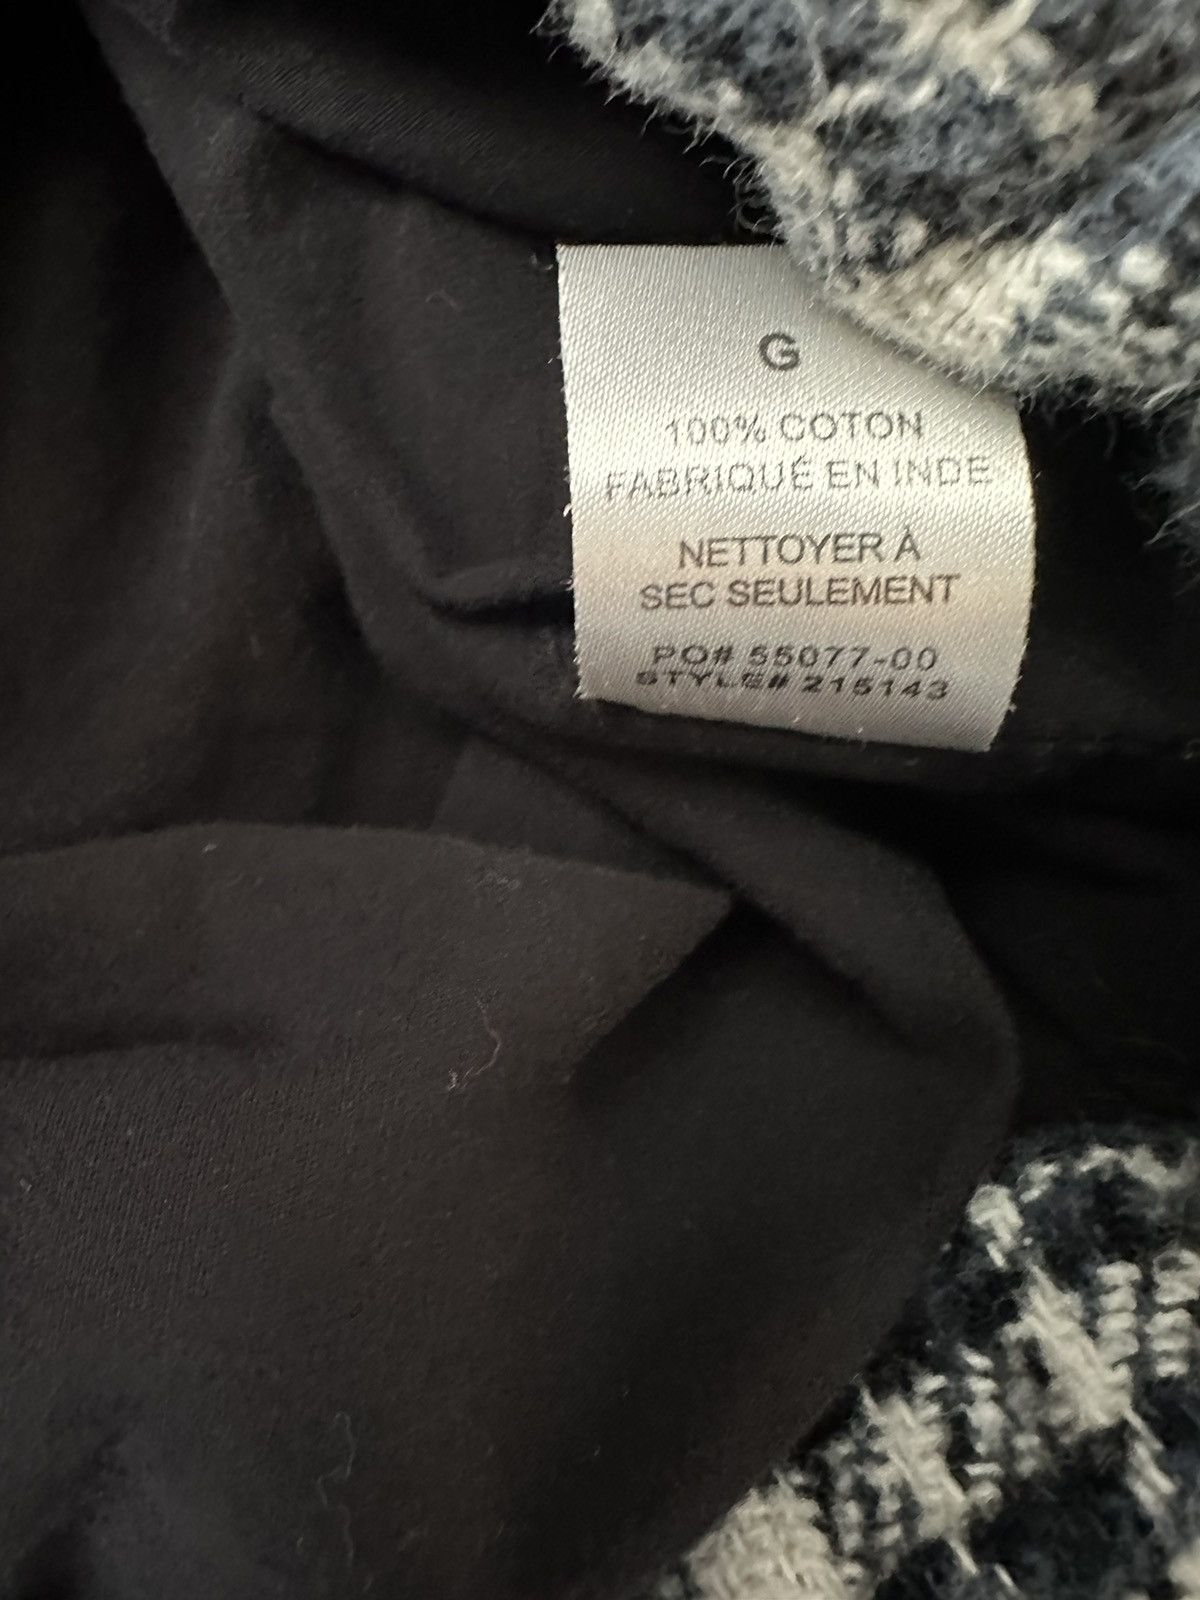 G
100% COTON
FABRIQUÉ EN INDE
NETTOYER À
SEC SEULEMENT
PO# 55077-00
STYLE# 215143